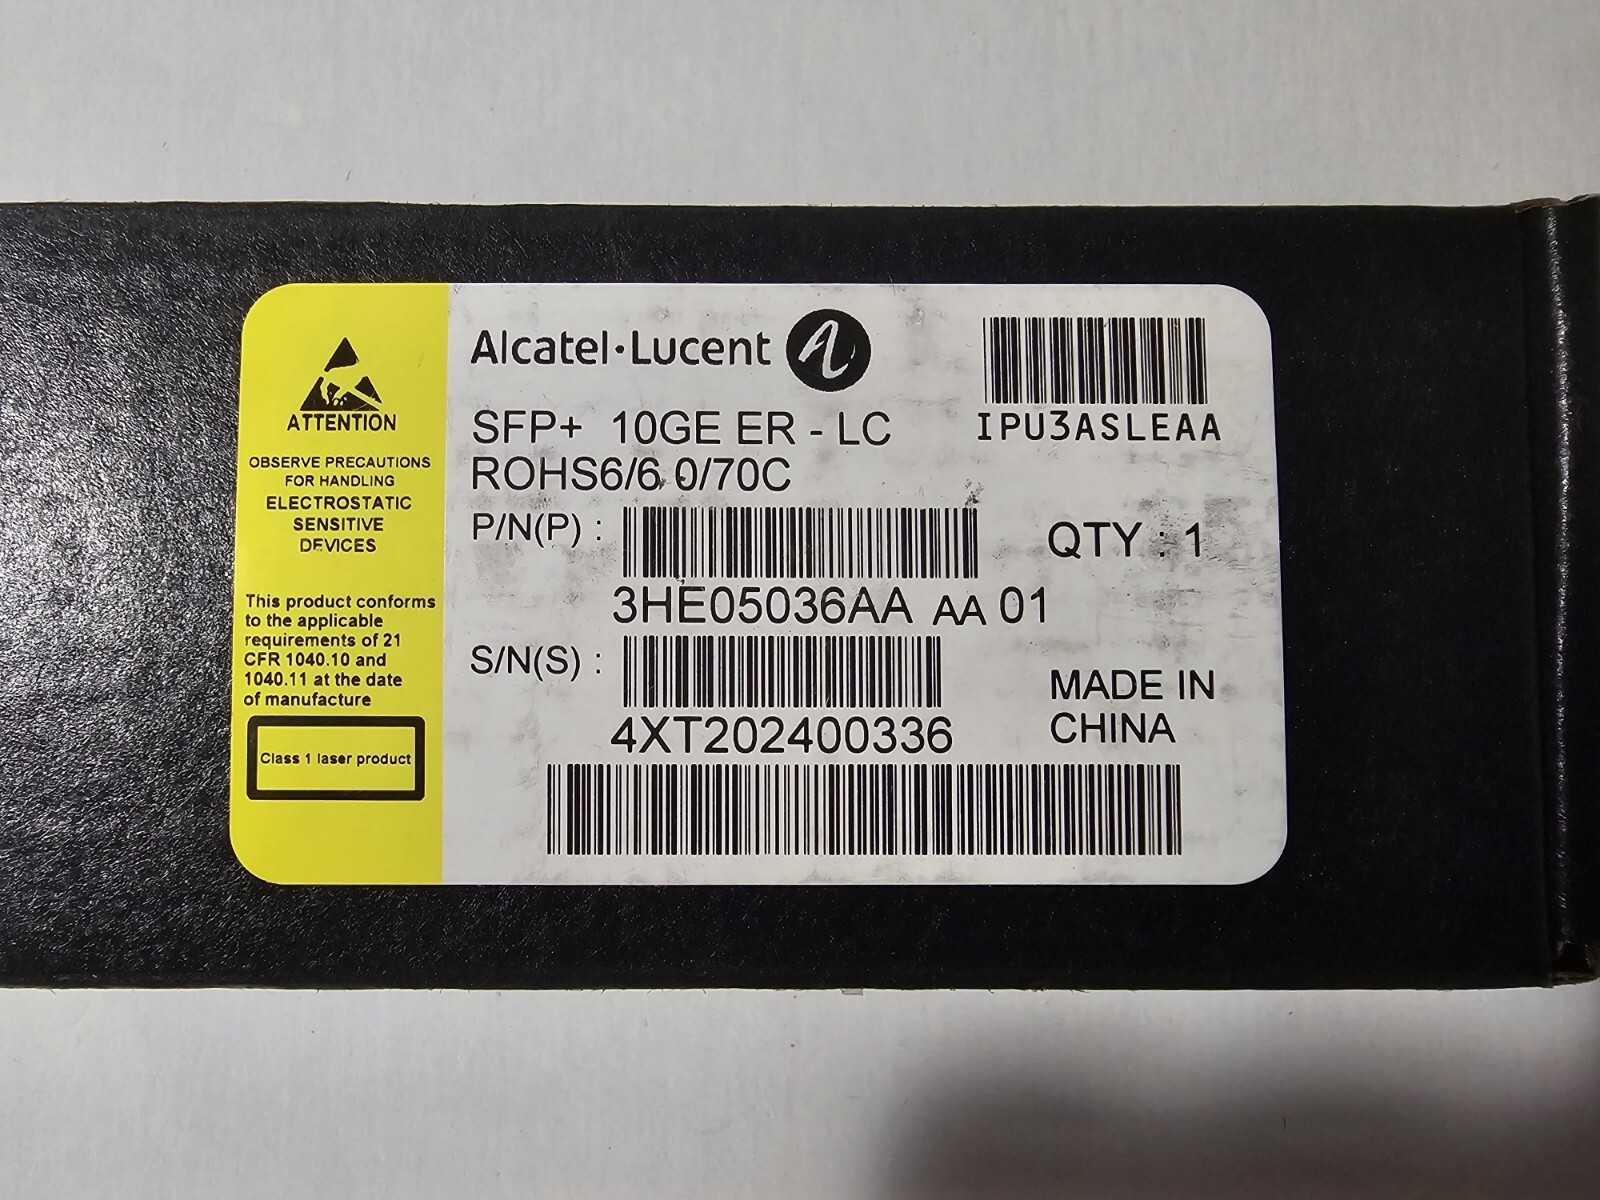 ATTENTION
OBSERVE PRECAUTIONS
FOR HANDLING
ELECTROSTATIC
SENSITIVE
DEVICES
This product conforms
to the applicable
requirements of 21
CFR 1040.10 and
1040.11 at the date
of manufacture
Class 1 laser product
Alcatel·Lucent
IPU3ASLEAA
SFP+ 10GE ER - LC
ROHS6/6 0/70C
P/N(P) :
QTY : 1
3HE05036AA AA 01
S/N(S) :
4XT202400336
MADE IN
CHINA